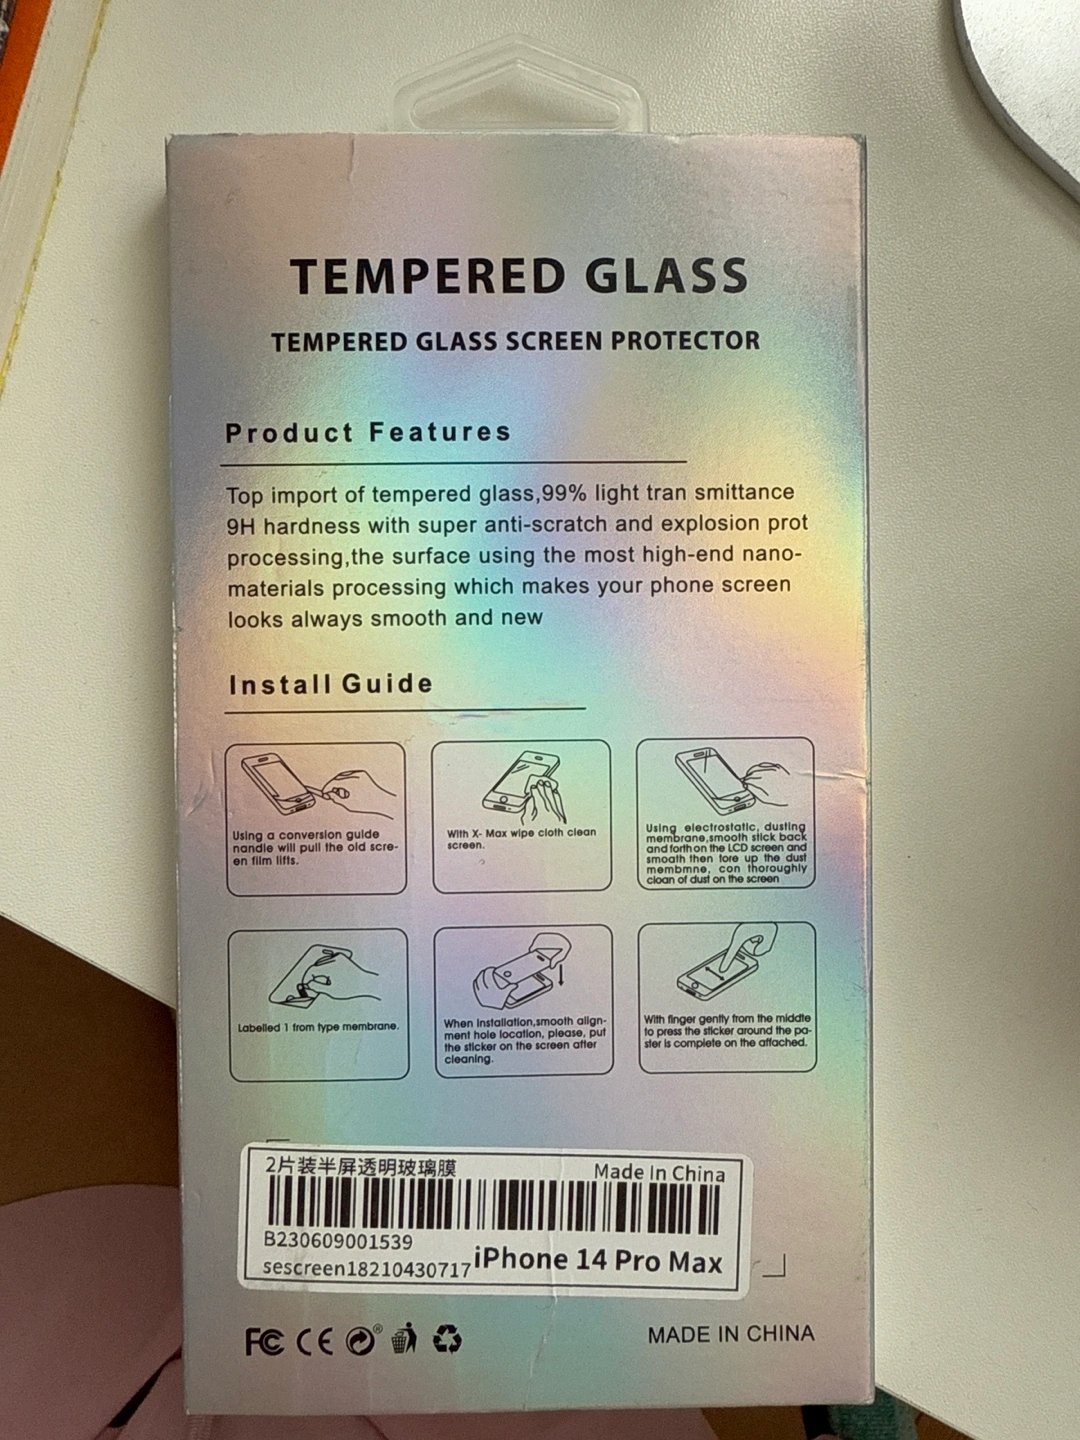 TEMPERED GLASS
TEMPERED GLASS SCREEN PROTECTOR
Product Features
Top import of tempered glass,99% light tran smittance
9H hardness with super anti-scratch and explosion prot
processing,the surface using the most high-end nano-
materials processing which makes your phone screen
looks always smooth and new
Install Guide
Using a conversion guide
nandle will pull the old scre-
en film lifts.
With X- Max wipe cloth clean
screen.
Using electrostatic, dusting
membrane,smooth stick back
and forthon the LCD screen and
smoath then tore up the dust
membmne, con thoroughly
cloan of dust on the screen
Labelled 1 from type membrane.
When installation,smooth align-
ment hole location, please, put
the sticker on the screen after
cleaning.
With finger gently from the middte
to press the sticker around the pa-
ster is complete on the attached.
2片装半屏透明玻璃膜
Made In China
B230609001539
sescreen18210430717
iPhone 14 Pro Max
FC CE ®
MADE IN CHINA